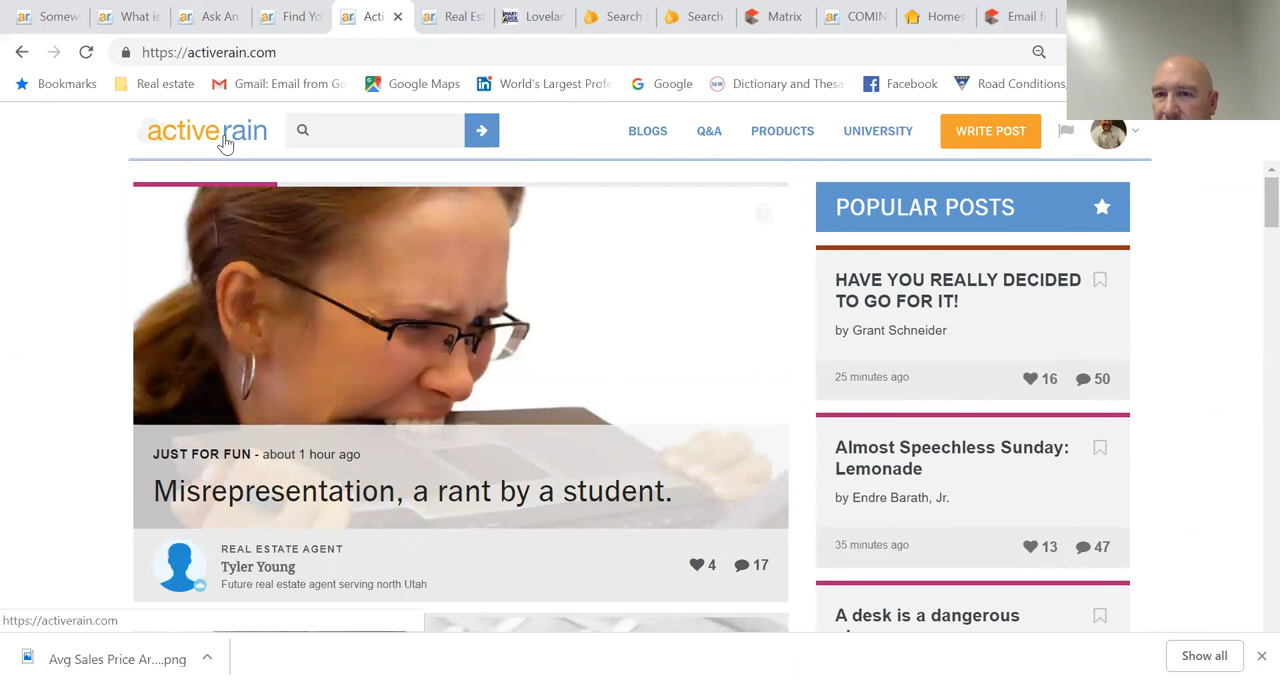 Somew What is Ask An Find Yo Acti Real Est Lovelan Search Search Matrix COMIN Homes Email f
https://activerain.com
Bookmarks Real estate Gmail: Email from Go Google Maps World's Largest Profe Google Dictionary and Thesa Facebook Road Conditions,
activerain BLOGS Q&A PRODUCTS UNIVERSITY WRITE POST
POPULAR POSTS
HAVE YOU REALLY DECIDED
TO GO FOR IT!
by Grant Schneider
25 minutes ago 16 50
Almost Speechless Sunday:
Lemonade
by Endre Barath, Jr.
35 minutes ago 13 47
A desk is a dangerous
JUST FOR FUN - about 1 hour ago
Misrepresentation, a rant by a student.
REAL ESTATE AGENT
Tyler Young
Future real estate agent serving north Utah
4 17
https://activerain.com
Avg Sales Price Ar....png Show all